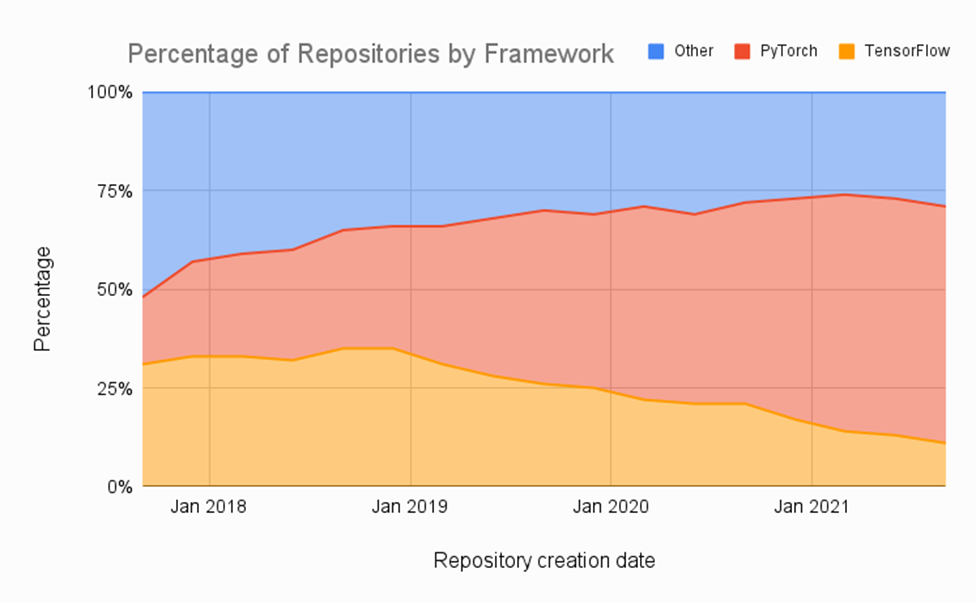 Percentage of Repositories by Framework
Other PyTorch TensorFlow
100%
75%
50%
25%
0%
Percentage
Jan 2018 Jan 2019 Jan 2020 Jan 2021
Repository creation date